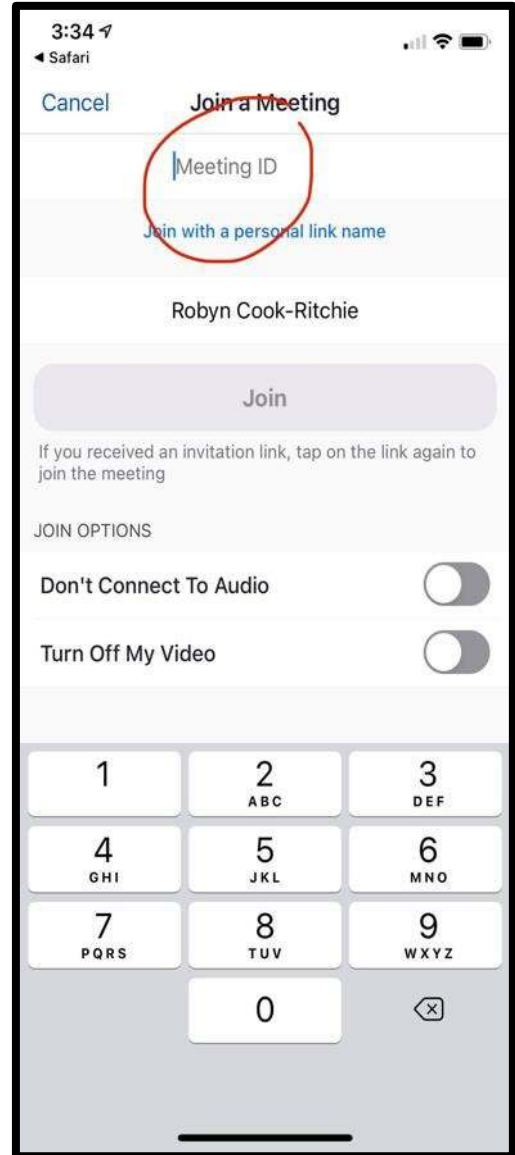 3:34
◀ Safari
Cancel Join a Meeting
Meeting ID
Join with a personal link name
Robyn Cook-Ritchie
Join
If you received an invitation link, tap on the link again to
join the meeting
JOIN OPTIONS
Don't Connect To Audio
Turn Off My Video
1 2 3
ABC DEF
4 5 6
GHI JKL MNO
7 8 9
PQRS TUV WXYZ
0